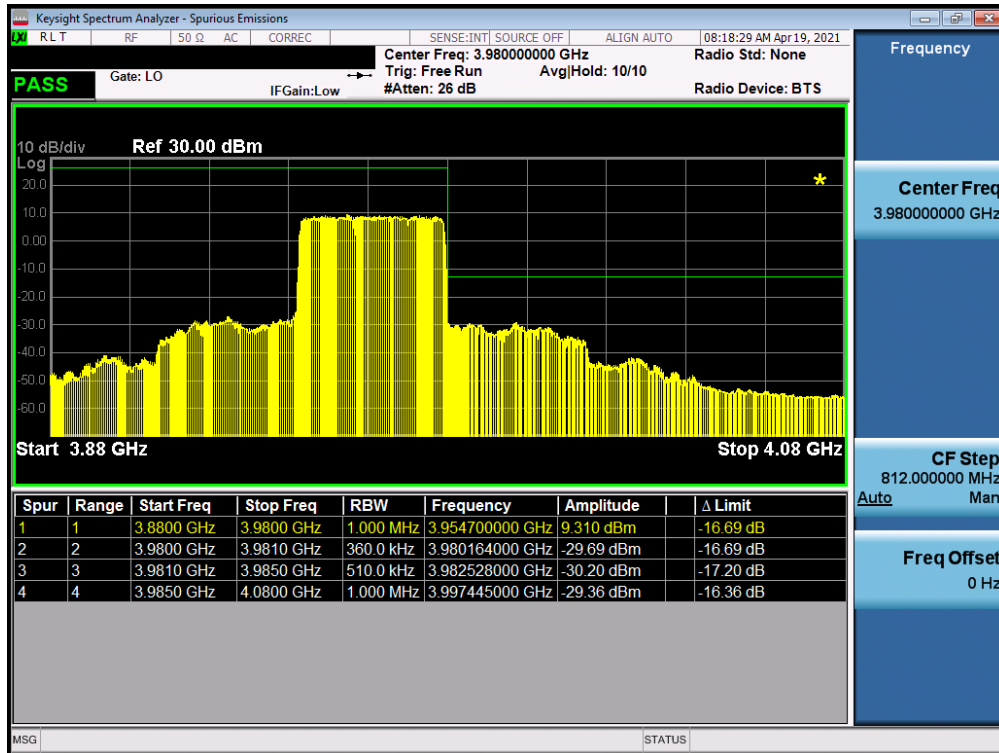 Keysight Spectrum Analyzer - Spurious Emissions
LXI RLT RF 50 Ω AC CORREC SENSE:INT SOURCE OFF ALIGN AUTO 08:18:29 AM Apr 19, 2021
Center Freq: 3.980000000 GHz Radio Std: None
PASS Gate: LO Trig: Free Run Avg|Hold: 10/10
IFGain:Low #Atten: 26 dB Radio Device: BTS
Frequency
10 dB/div Ref 30.00 dBm
Log
20.0
10.0
0.00
-10.0
-20.0
-30.0
-40.0
-50.0
-60.0
*
Start 3.88 GHz Stop 4.08 GHz
Spur Range Start Freq Stop Freq RBW Frequency Amplitude Δ Limit
1 1 3.8800 GHz 3.9800 GHz 1.000 MHz 3.954700000 GHz 9.310 dBm -16.69 dB
2 2 3.9800 GHz 3.9810 GHz 360.0 kHz 3.980164000 GHz -29.69 dBm -16.69 dB
3 3 3.9810 GHz 3.9850 GHz 510.0 kHz 3.982528000 GHz -30.20 dBm -17.20 dB
4 4 3.9850 GHz 4.0800 GHz 1.000 MHz 3.997445000 GHz -29.36 dBm -16.36 dB
Center Freq
3.980000000 GHz
CF Step
812.000000 MHz
Auto Man
Freq Offset
0 Hz
MSG STATUS